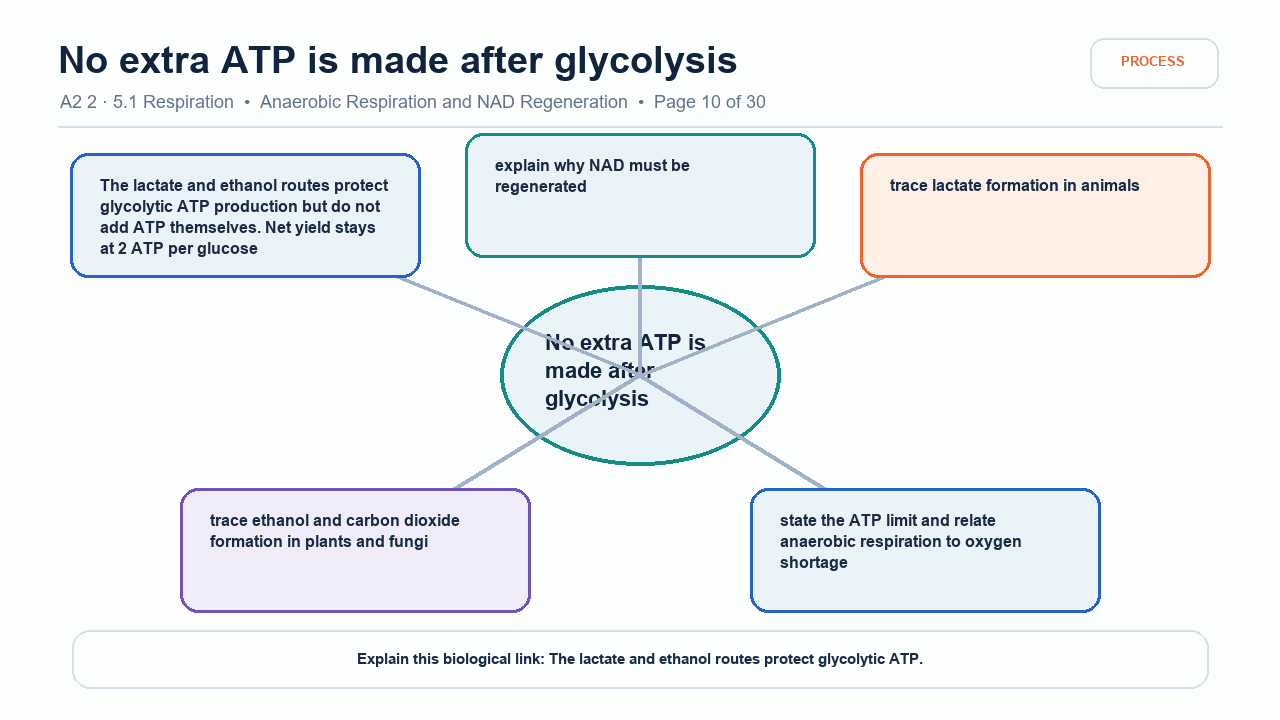 No extra ATP is made after glycolysis
PROCESS
A2 2 · 5.1 Respiration • Anaerobic Respiration and NAD Regeneration • Page 10 of 30
The lactate and ethanol routes protect
glycolytic ATP production but do not
add ATP themselves. Net yield stays
at 2 ATP per glucose
explain why NAD must be
regenerated
trace lactate formation in animals
No extra ATP is
made after
glycolysis
trace ethanol and carbon dioxide
formation in plants and fungi
state the ATP limit and relate
anaerobic respiration to oxygen
shortage
Explain this biological link: The lactate and ethanol routes protect glycolytic ATP.